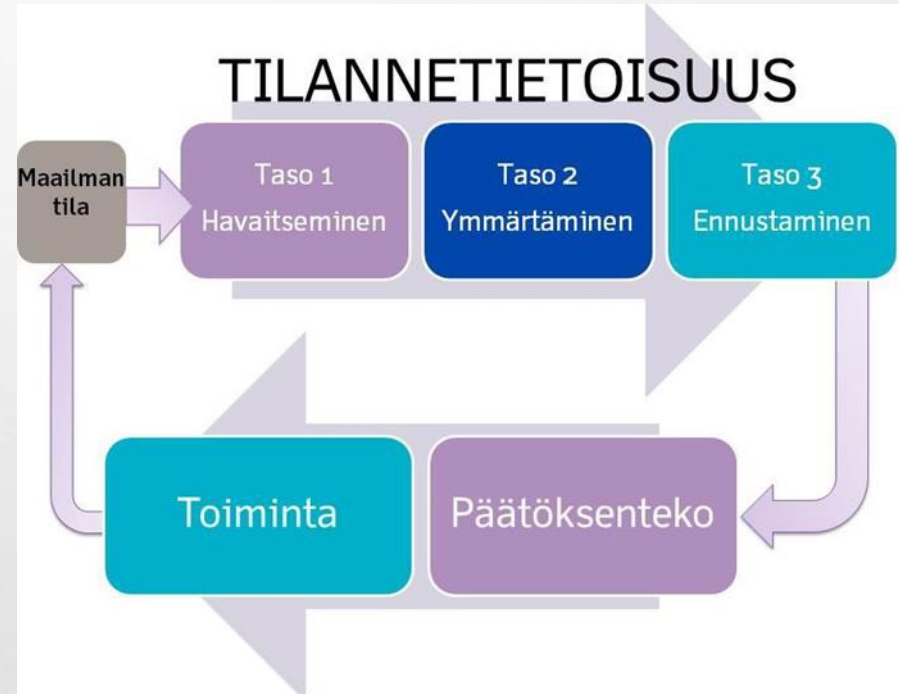 TILANNETIETOISUUS
Maailman
tila
Taso 1
Havaitseminen
Taso 2
Ymmärtäminen
Taso 3
Ennustaminen
Toiminta
Päätöksenteko